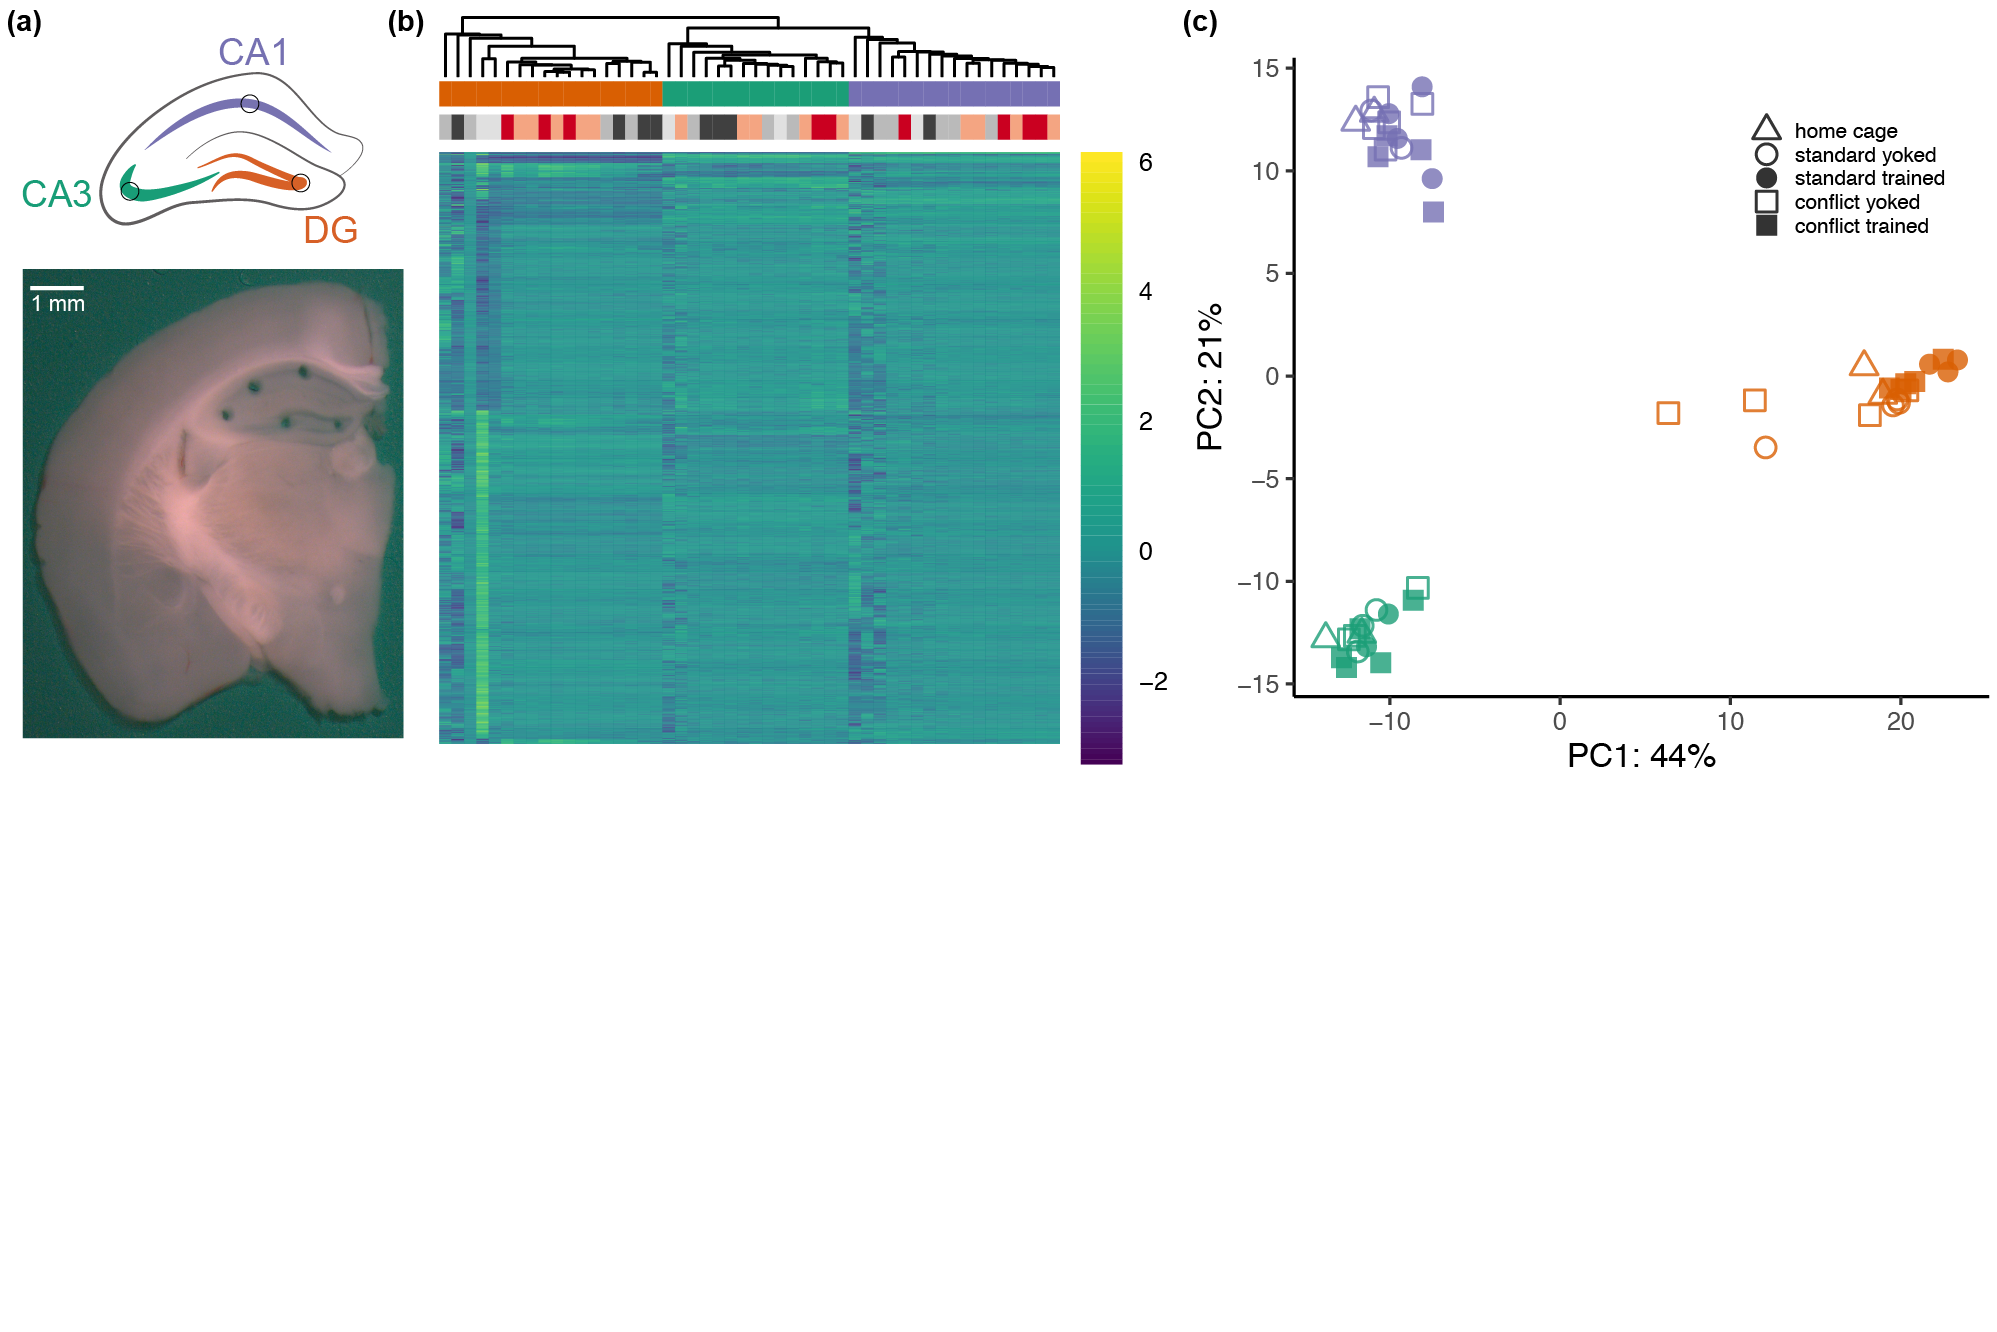 (a)
CA1
CA3
DG
1 mm
(b)
6
4
2
0
−2
(c)
15
10
5
0
−5
−10
−15
PC2: 21%
−10
0
10
20
PC1: 44%
home cage
standard yoked
standard trained
conflict yoked
conflict trained